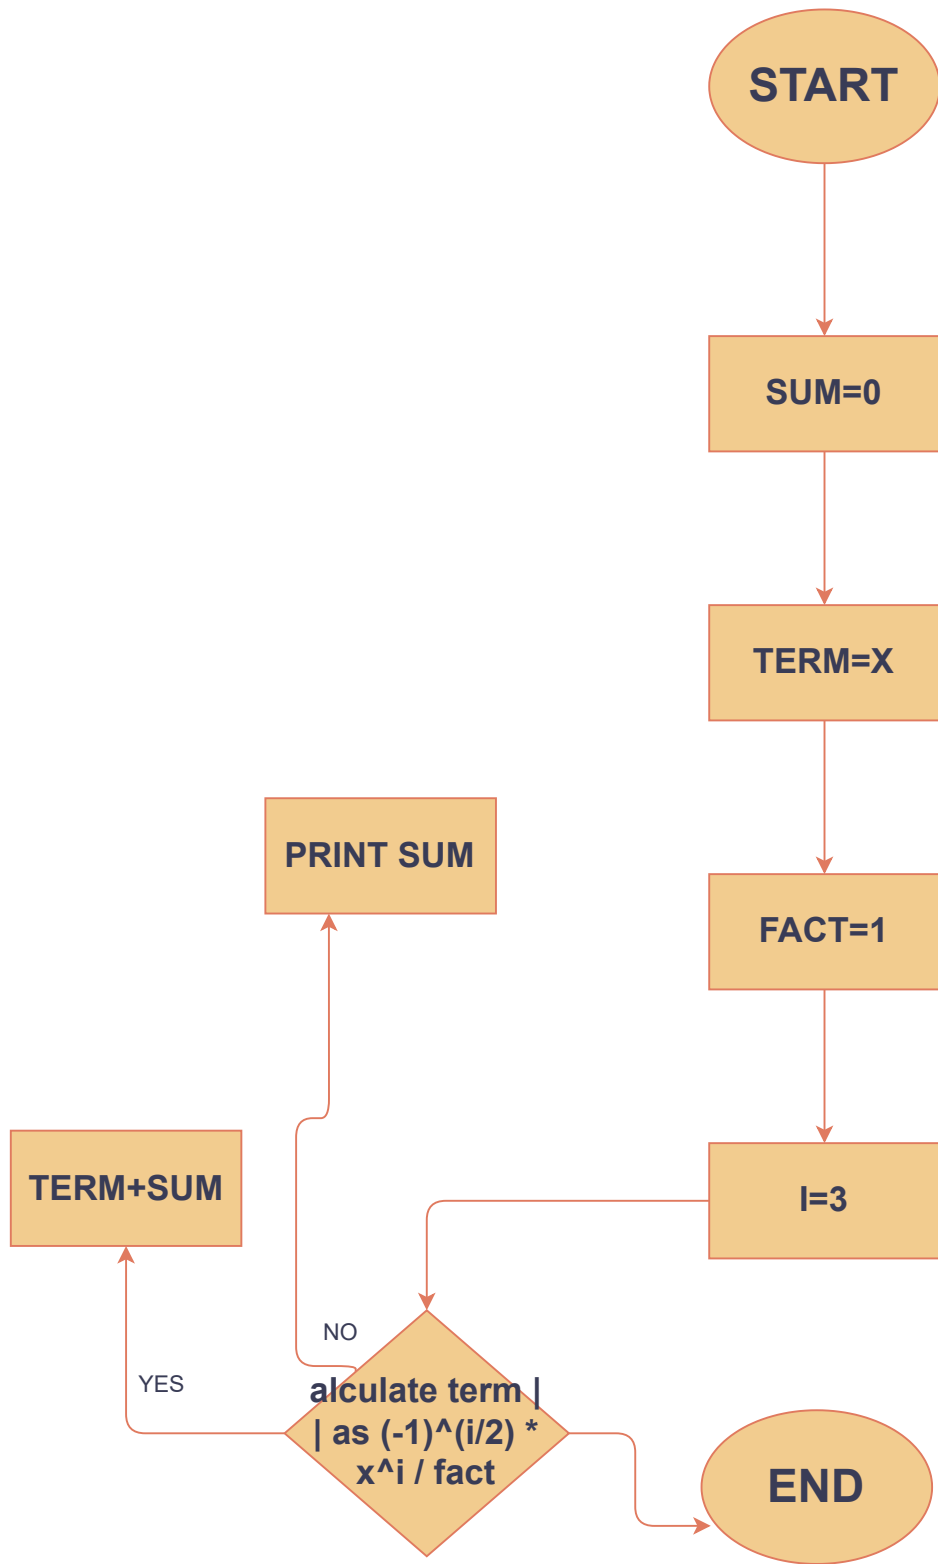 START
SUM=0
TERM=X
PRINT SUM
FACT=1
TERM+SUM
I=3
NO
YES
alculate term |
| as (-1)^(i/2) *
x^i / fact
END